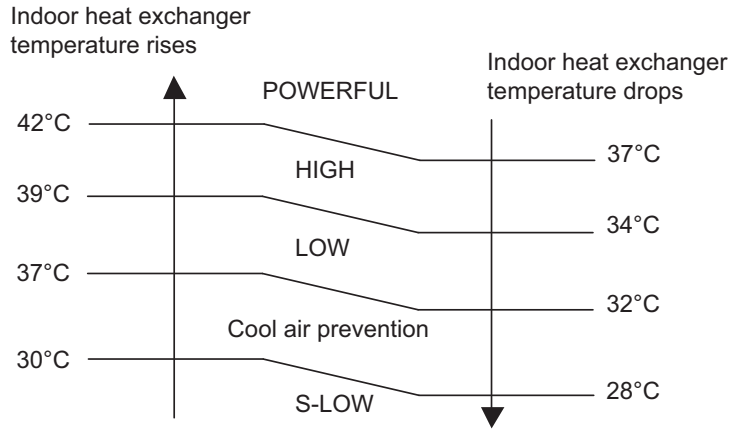 Indoor heat exchanger
temperature rises
Indoor heat exchanger
temperature drops
POWERFUL
42°C
37°C
HIGH
39°C
34°C
LOW
37°C
32°C
Cool air prevention
30°C
28°C
S-LOW